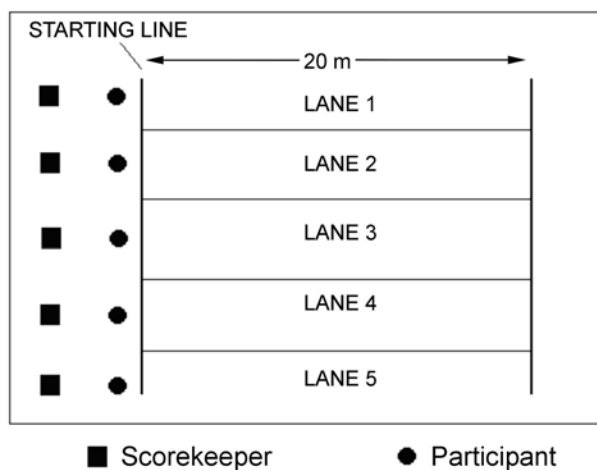 STARTING LINE
20 m
LANE 1
LANE 2
LANE 3
LANE 4
LANE 5
Scorekeeper
Participant